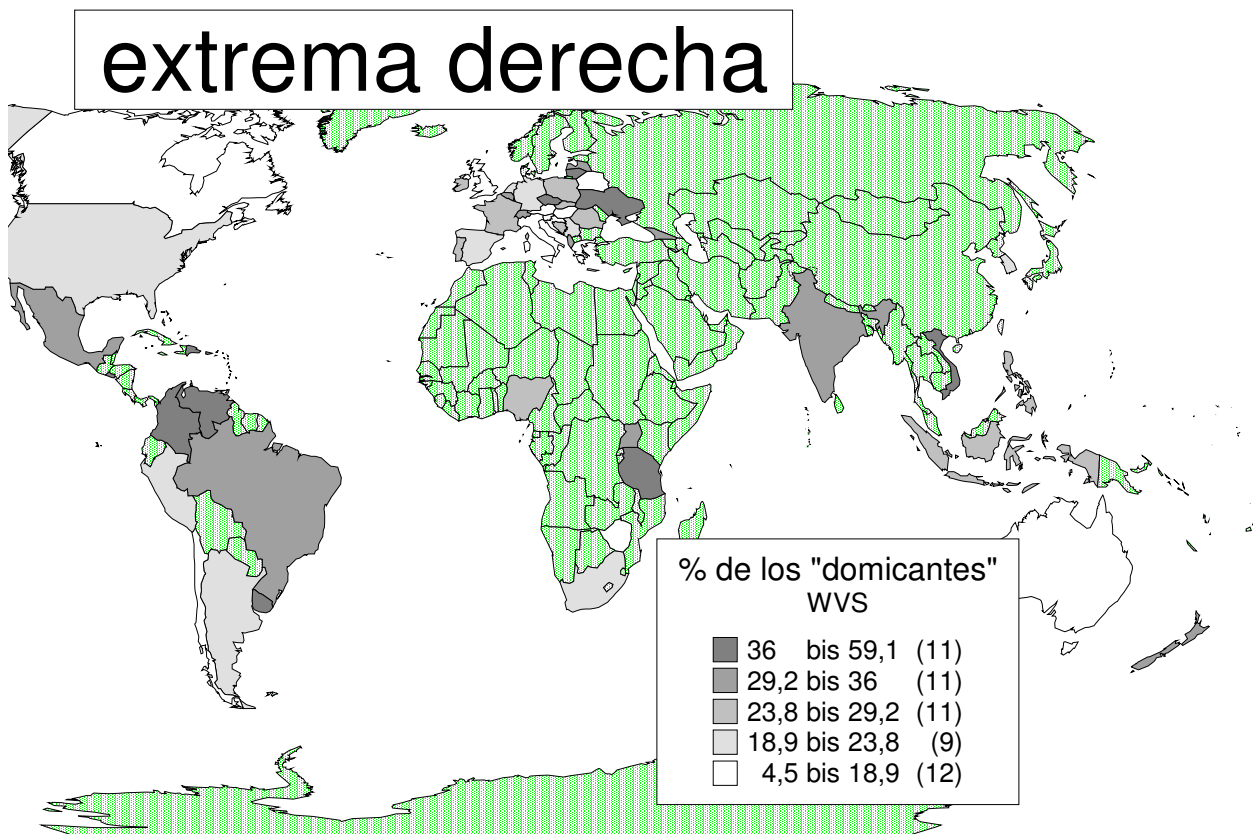 extrema derecha
% de los "domicantes"
WVS
36 bis 59,1 (11)
29,2 bis 36 (11)
23,8 bis 29,2 (11)
18,9 bis 23,8 (9)
4,5 bis 18,9 (12)